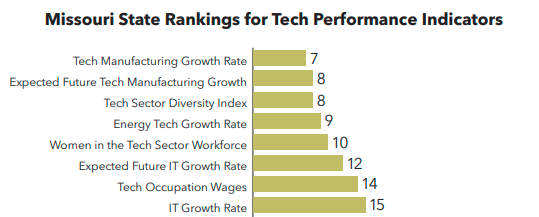 Missouri State Rankings for Tech Performance Indicators
Tech Manufacturing Growth Rate 7
Expected Future Tech Manufacturing Growth 8
Tech Sector Diversity Index 8
Energy Tech Growth Rate 9
Women in the Tech Sector Workforce 10
Expected Future IT Growth Rate 12
Tech Occupation Wages 14
IT Growth Rate 15